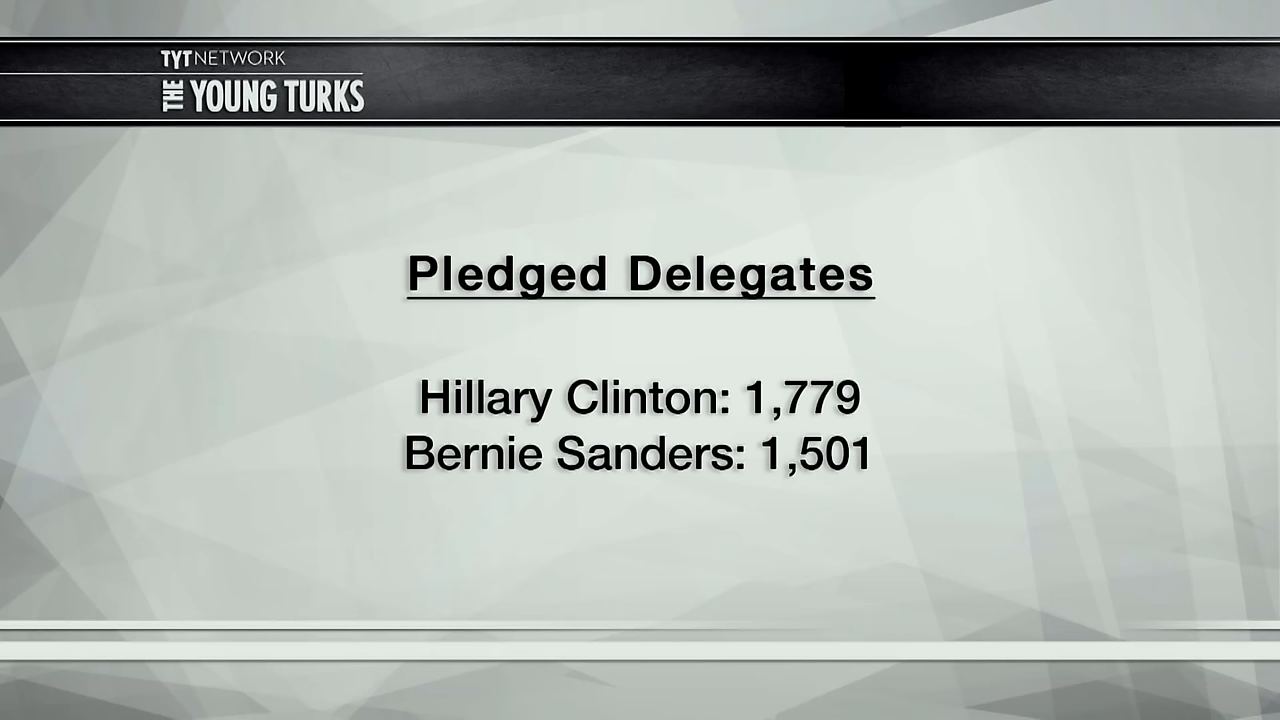 TYT NETWORK
THE YOUNG TURKS
Pledged Delegates
Hillary Clinton: 1,779
Bernie Sanders: 1,501